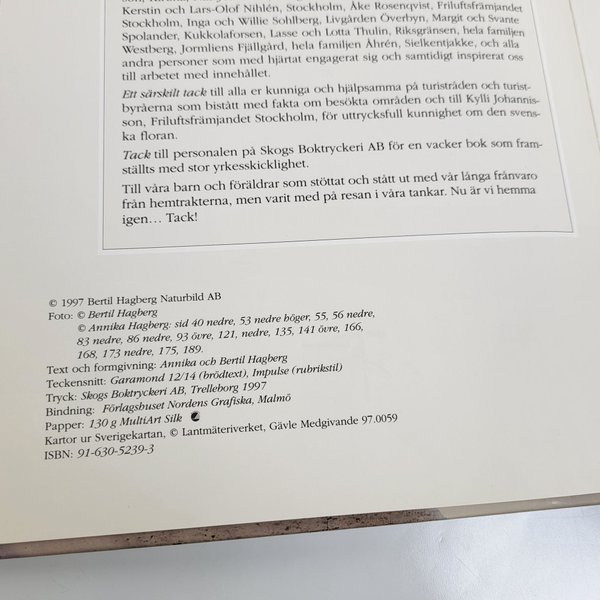 Kerstin och Lars-Olof Nihlén, Stockholm, Åke Rosenqvist, Friluftsfrämjandet
Stockholm, Inga och Willie Sohlberg, Livgården Överbyn, Margit och Svante
Spolander, Kukkolaforsen, Lasse och Lotta Thulin, Riksgränsen, hela familjen
Westberg, Jormliens Fjällgård, hela familjen Åhrén, Sielkentjakke, och alla
andra personer som med hjärtat engagerat sig och samtidigt inspirerat oss
till arbetet med innehållet.
Ett särskilt tack till alla er kunniga och hjälpsamma på turistråden och turist-
byråerna som bistått med fakta om besökta områden och till Kylli Johannis-
son, Friluftsfrämjandet Stockholm, för uttrycksfull kunnighet om den svens-
ka floran.
Tack till personalen på Skogs Boktryckeri AB för en vacker bok som fram-
ställts med stor yrkesskicklighet.
Till våra barn och föräldrar som stöttat och stått ut med vår långa frånvaro
från hemtrakterna, men varit med på resan i våra tankar. Nu är vi hemma
igen... Tack!
© 1997 Bertil Hagberg Naturbild AB
Foto: © Bertil Hagberg
© Annika Hagberg: sid 40 nedre, 53 nedre höger, 55, 56 nedre,
83 nedre, 86 nedre, 93 övre, 121, nedre, 135, 141 övre, 166,
168, 173 nedre, 175, 189.
Text och formgivning: Annika och Bertil Hagberg
Teckensnitt: Garamond 12/14 (brödtext), Impulse (rubrikstil)
Tryck: Skogs Boktryckeri AB, Trelleborg 1997
Bindning: Förlagshuset Nordens Grafiska, Malmö
Papper: 130 g MultiArt Silk
Kartor ur Sverigekartan, © Lantmäteriverket, Gävle Medgivande 97.0059
ISBN: 91-630-5239-3